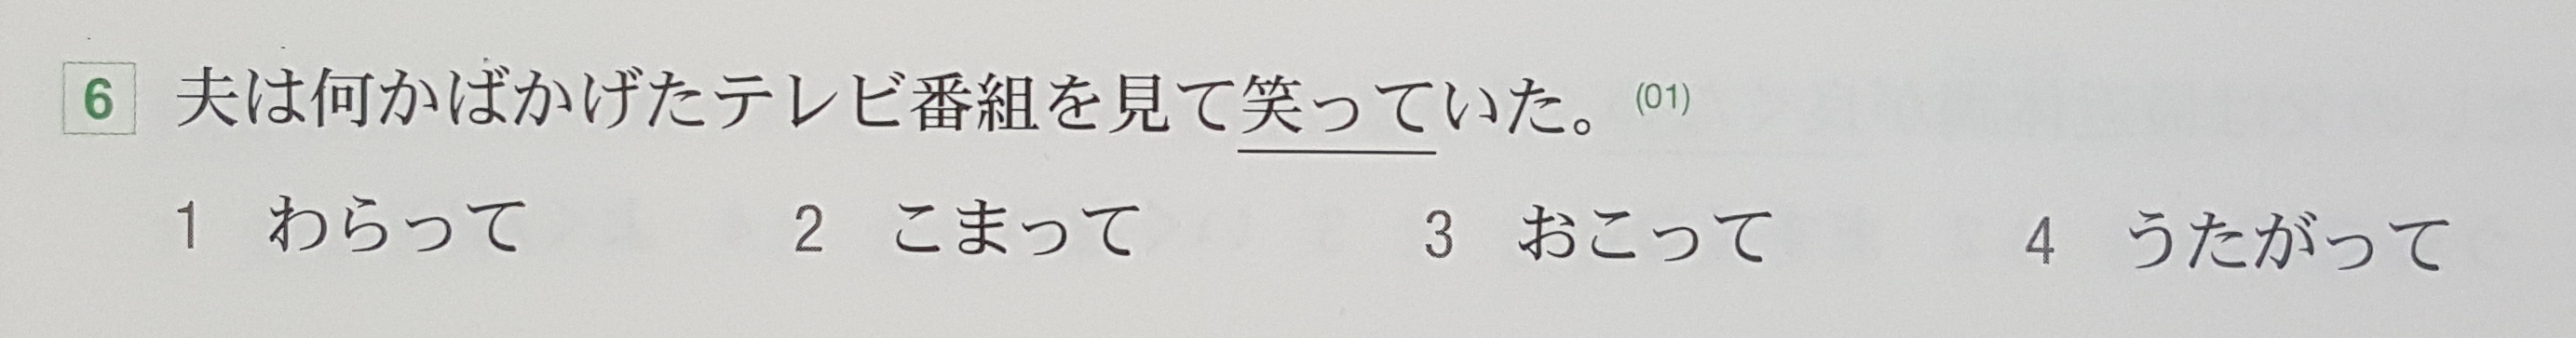 6 夫は何かばかげたテレビ番組を見て笑っていた。(01)
1 わらって 2 こまって 3 おこって 4 うたがって